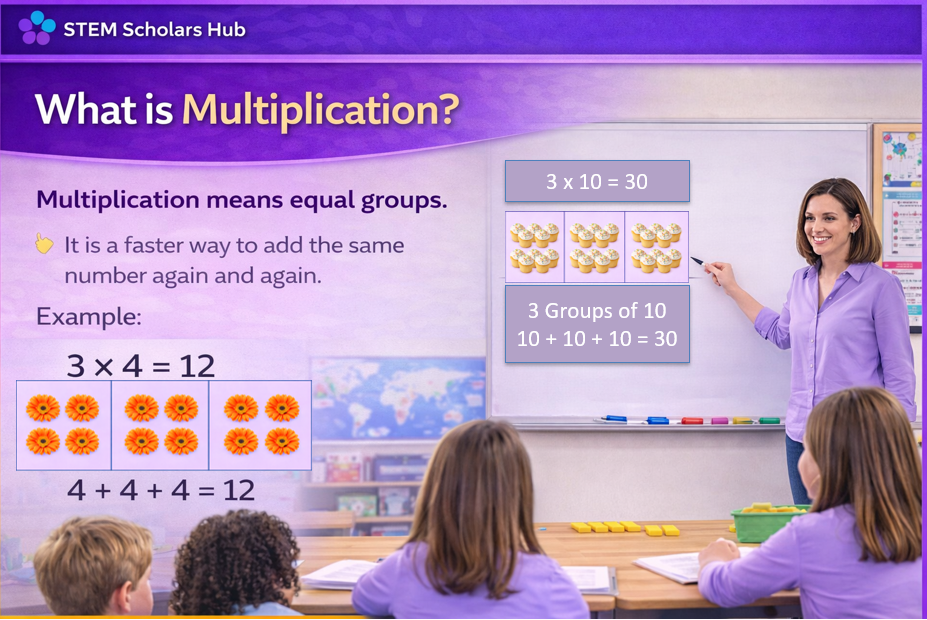 STEM Scholars Hub
What is Multiplication?
Multiplication means equal groups.
It is a faster way to add the same
number again and again.
Example:
3 × 4 = 12
4 + 4 + 4 = 12
3 x 10 = 30
3 Groups of 10
10 + 10 + 10 = 30